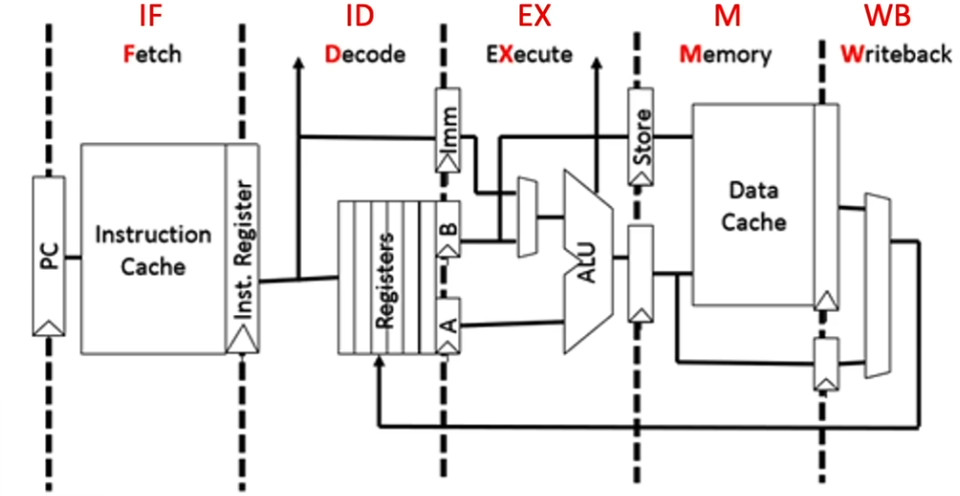 IF
ID
EX
M
WB
Fetch
Decode
EXecute
Memory
Writeback
PC
Instruction
Cache
Inst. Register
Registers
Imm
B
A
ALU
Store
Data
Cache